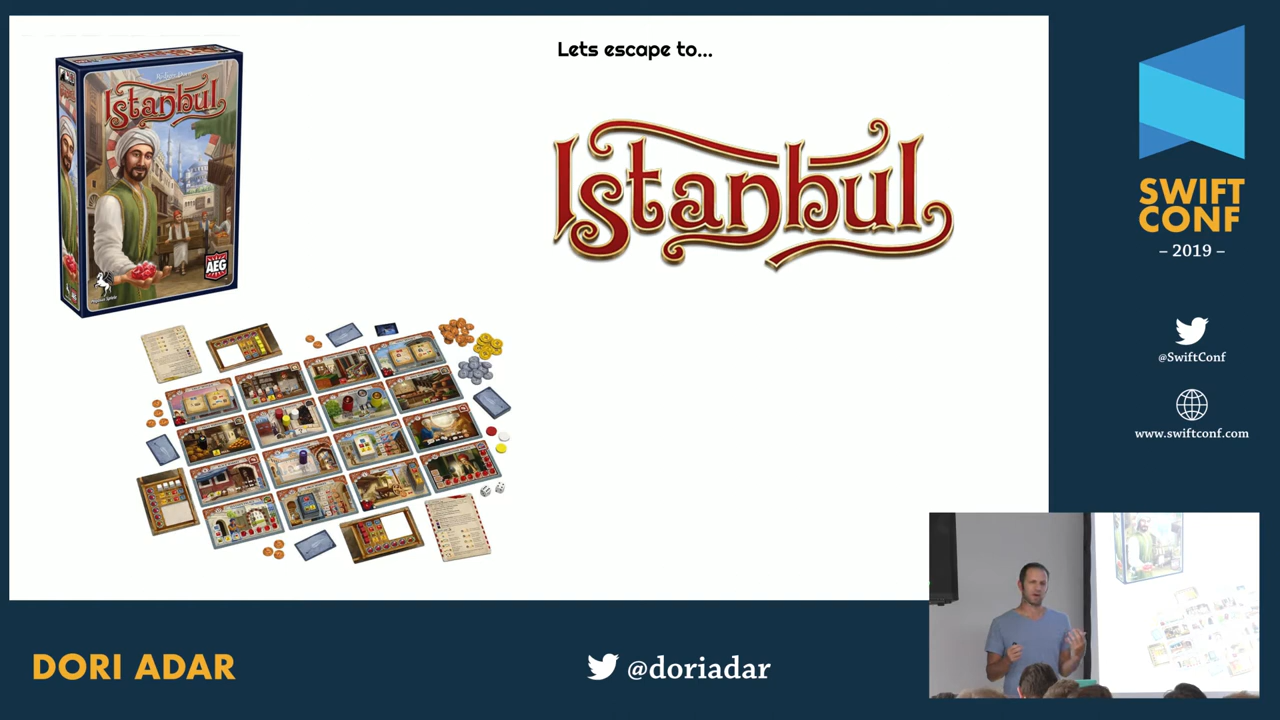 Lets escape to...
Istanbul
Istanbul
AEG
SWIFT
CONF
– 2019 –
@SwiftConf
www.swiftconf.com
DORI ADAR
@doriadar